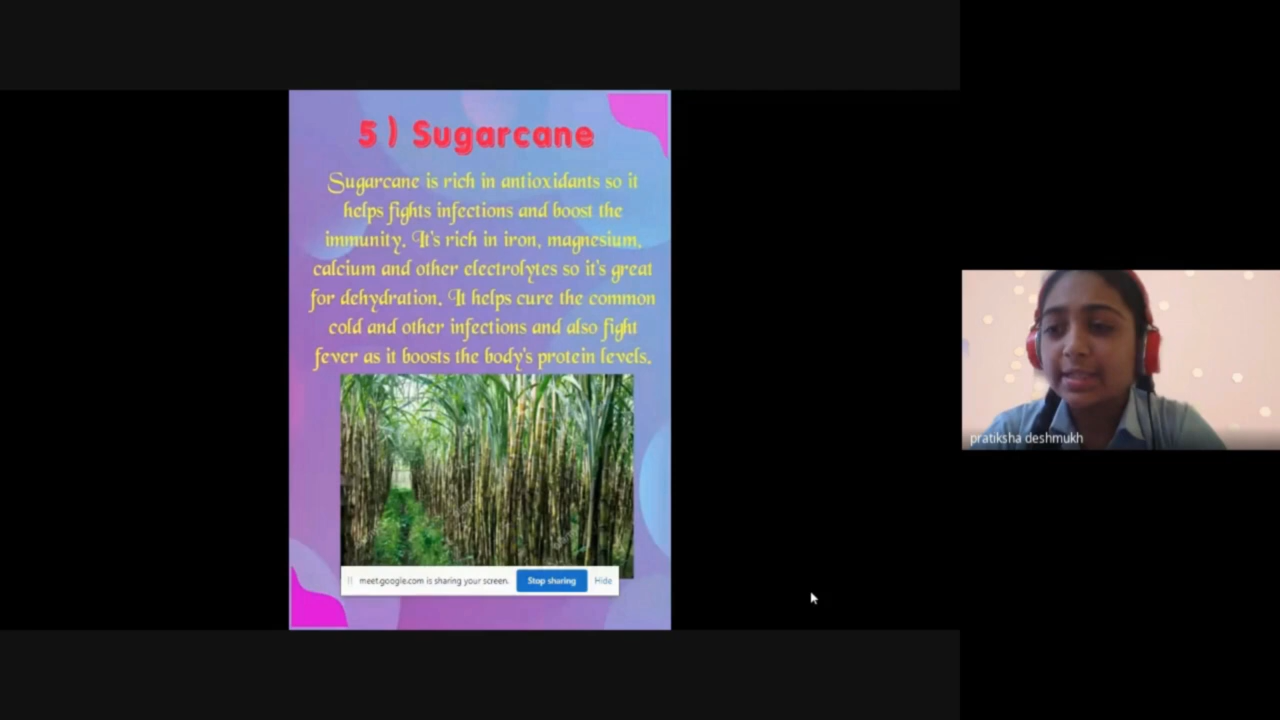 5 ) Sugarcane
Sugarcane is rich in antioxidants so it
helps fights infections and boost the
immunity. It's rich in iron, magnesium,
calcium and other electrolytes so it's great
for dehydration. It helps cure the common
cold and other infections and also fight
fever as it boosts the body's protein levels.
meet.google.com is sharing your screen.
Stop sharing
Hide
pratiksha deshmukh